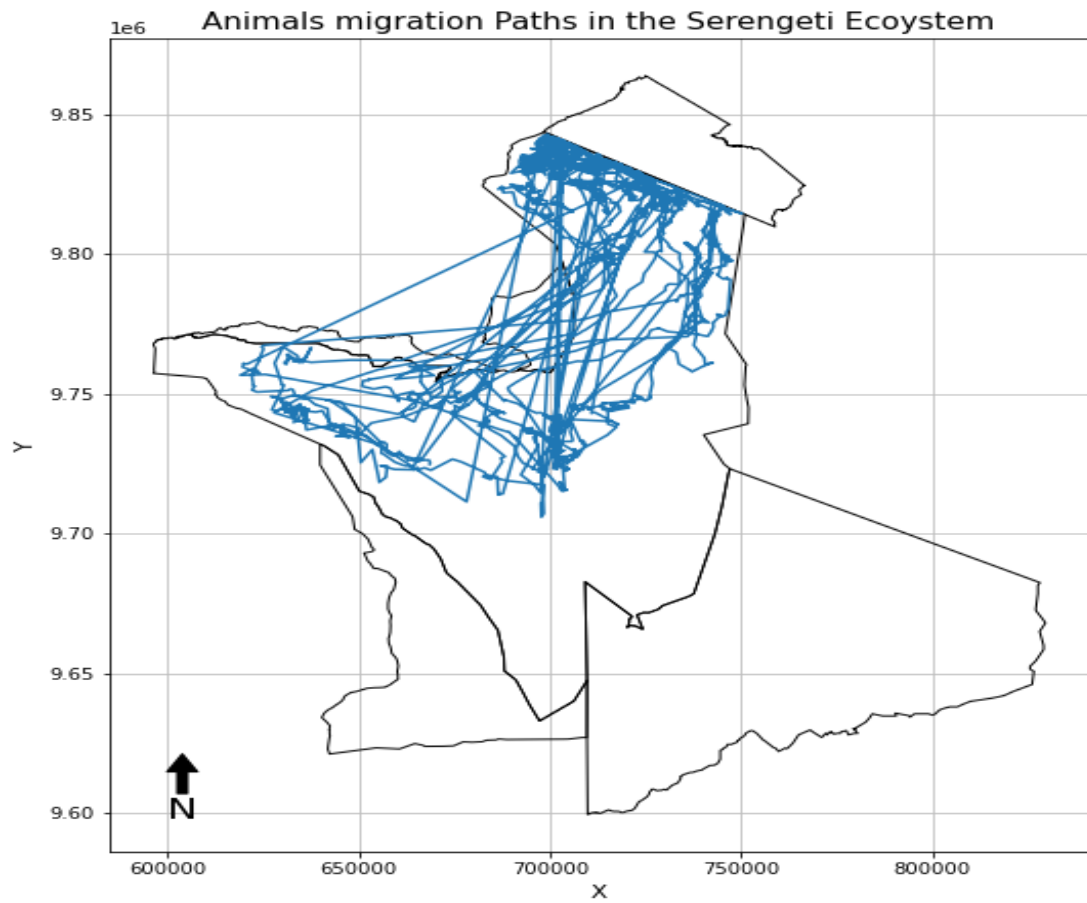 Animals migration Paths in the Serengeti Ecoystem
1e6
9.85
9.80
9.75
9.70
9.65
9.60
Y
N
600000 650000 700000 750000 800000
X